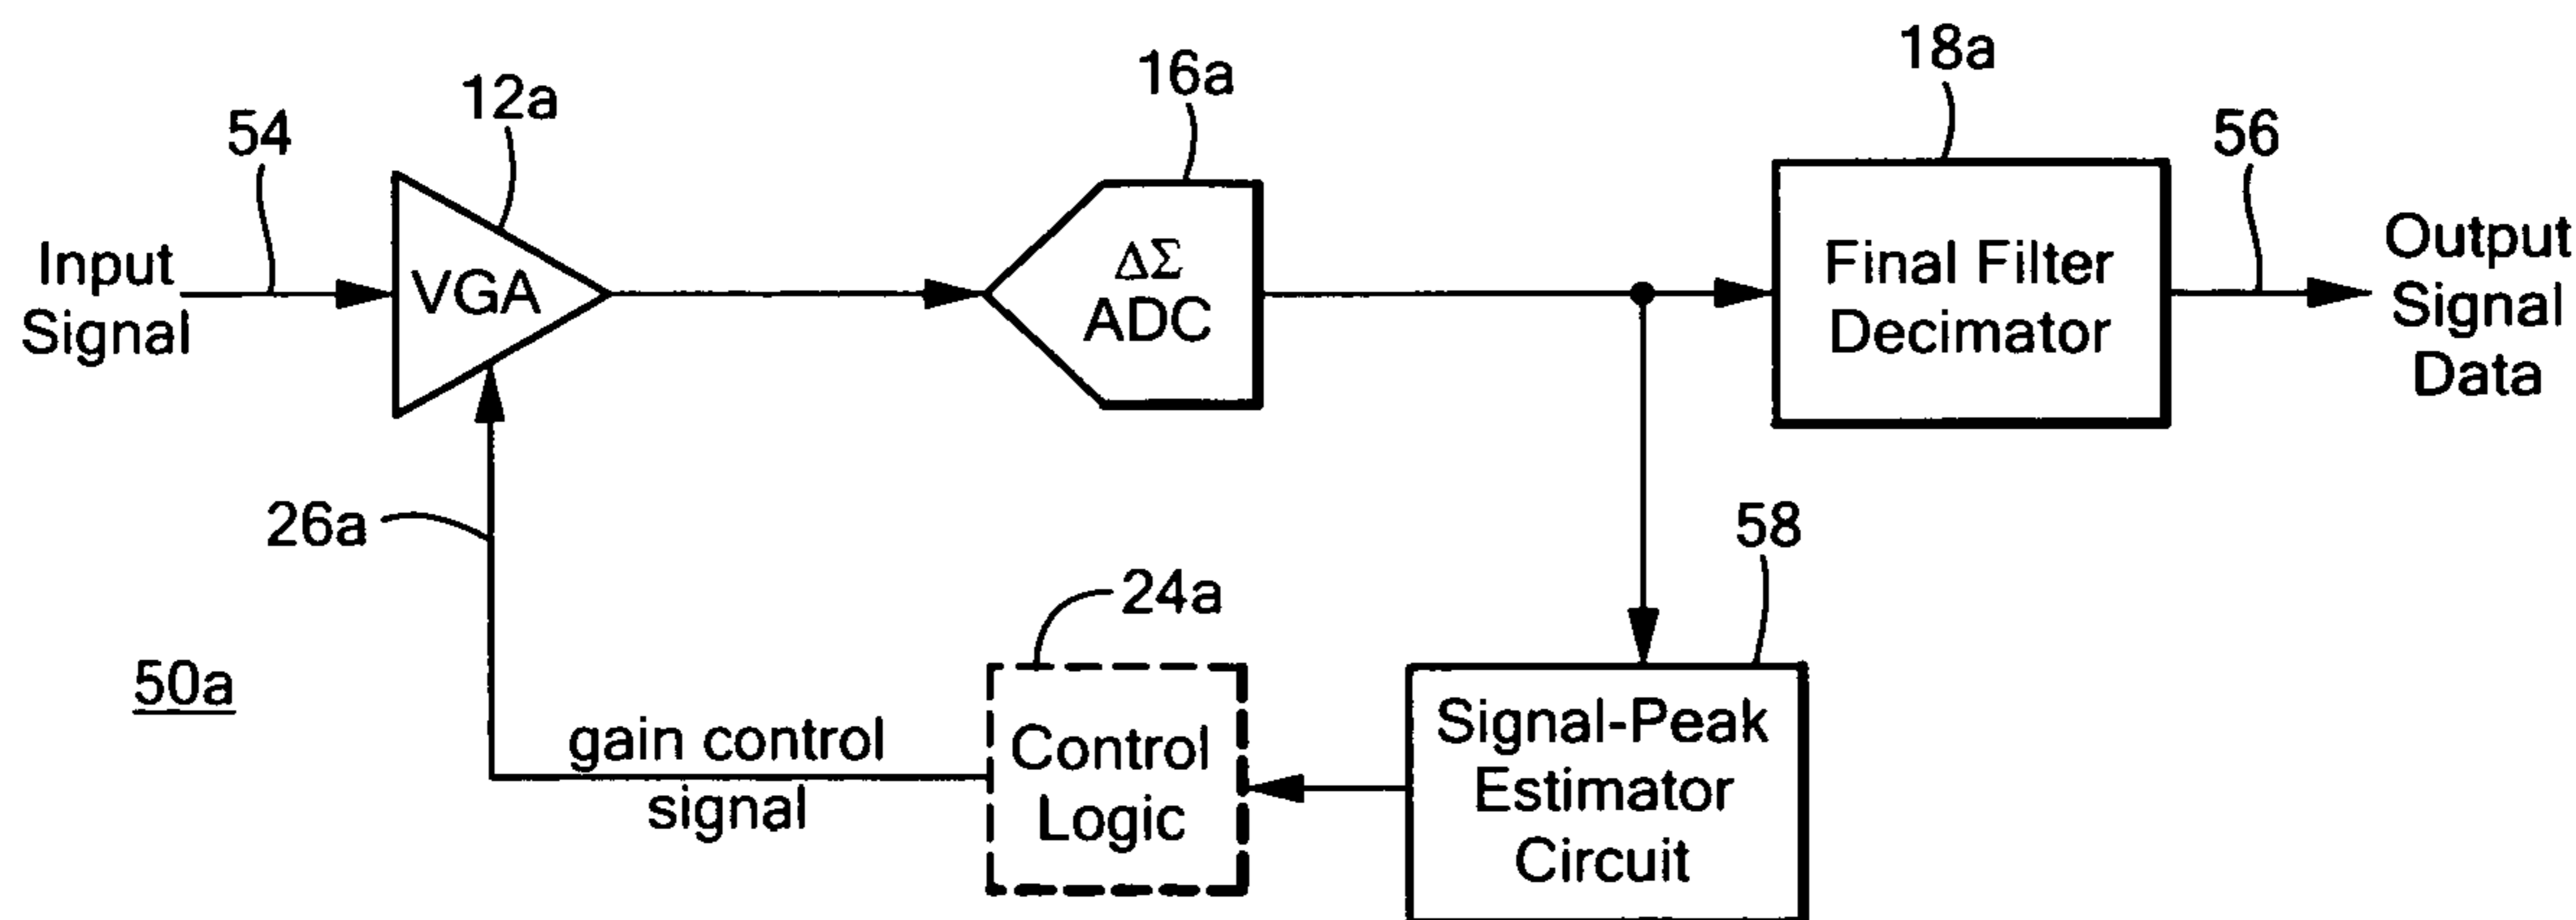 18a
16a
12a
54
56
Input
Signal
VGA
ΔΣ
ADC
Final Filter
Decimator
Output
Signal
Data
26a
58
24a
50a
gain control
signal
Control
Logic
Signal-Peak
Estimator
Circuit